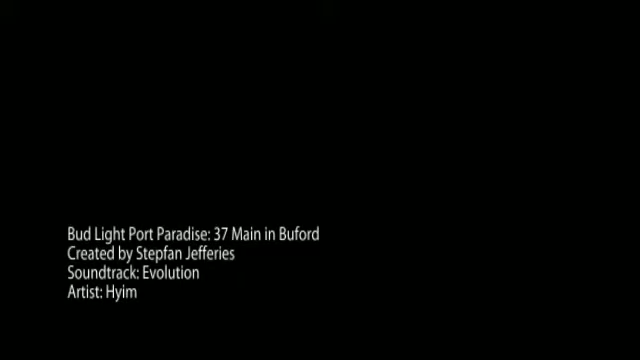 Bud Light Port Paradise: 37 Main in Buford
Created by Stepfan Jefferies
Soundtrack: Evolution
Artist: Hyim